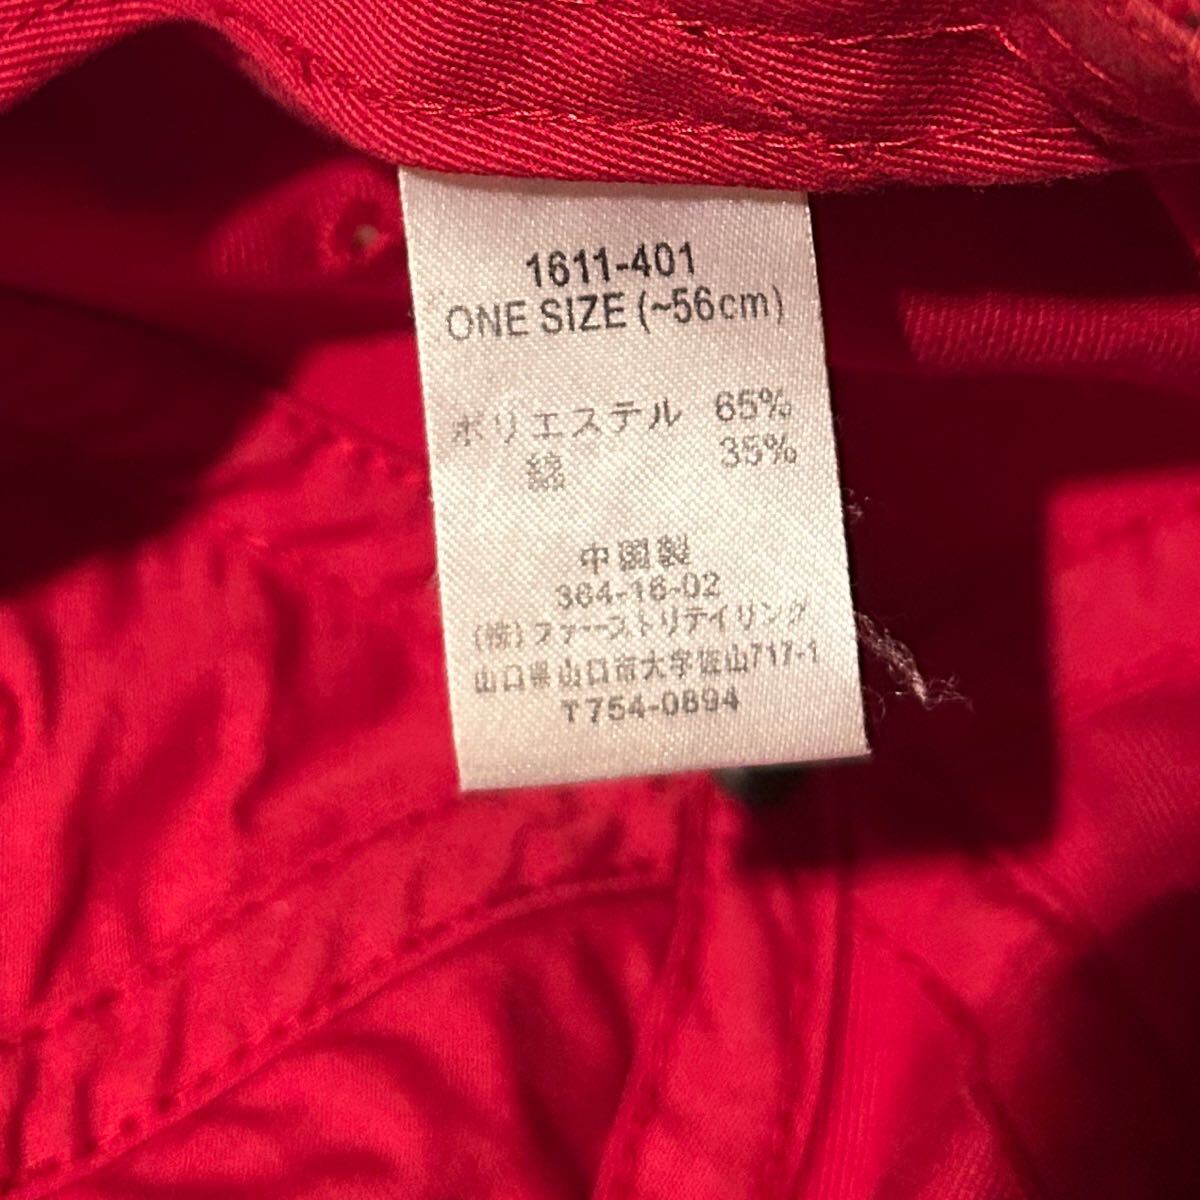 1611-401
ONE SIZE (~56cm)
ポリエステル 65%
綿 35%
中国製
364-16-02
(株)ファーストリテイリング
山口県山口市大字佐山717-1
〒754-0894